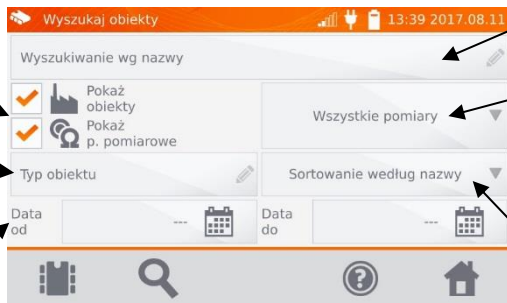 Wyszukaj obiekty
13:39 2017.08.11
Wyszukiwanie wg nazwy
Pokaż
obiekty
Pokaż
p. pomiarowe
Wszystkie pomiary
Typ obiektu
Sortowanie według nazwy
Data
od
---
Data
do
---